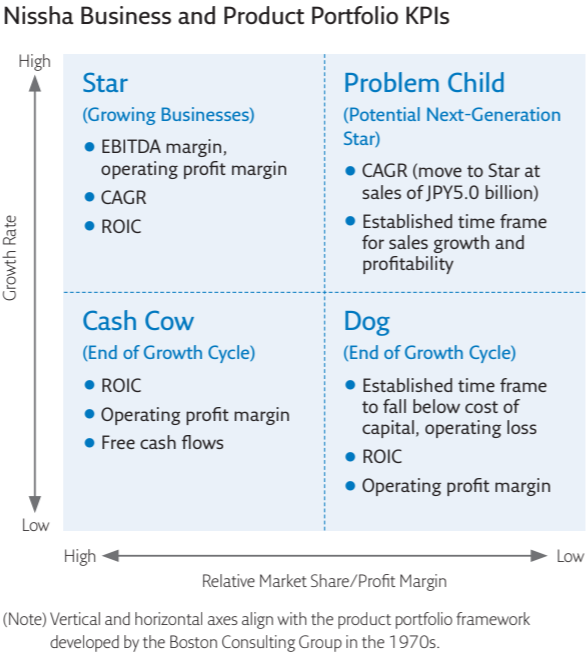 Nissha Business and Product Portfolio KPIs
High
Growth Rate
Low
Star
(Growing Businesses)
● EBITDA margin,
operating profit margin
● CAGR
● ROIC
Problem Child
(Potential Next-Generation
Star)
● CAGR (move to Star at
sales of JPY5.0 billion)
● Established time frame
for sales growth and
profitability
Cash Cow
(End of Growth Cycle)
● ROIC
● Operating profit margin
● Free cash flows
Dog
(End of Growth Cycle)
● Established time frame
to fall below cost of
capital, operating loss
● ROIC
● Operating profit margin
High
Low
Relative Market Share/Profit Margin
(Note) Vertical and horizontal axes align with the product portfolio framework
developed by the Boston Consulting Group in the 1970s.